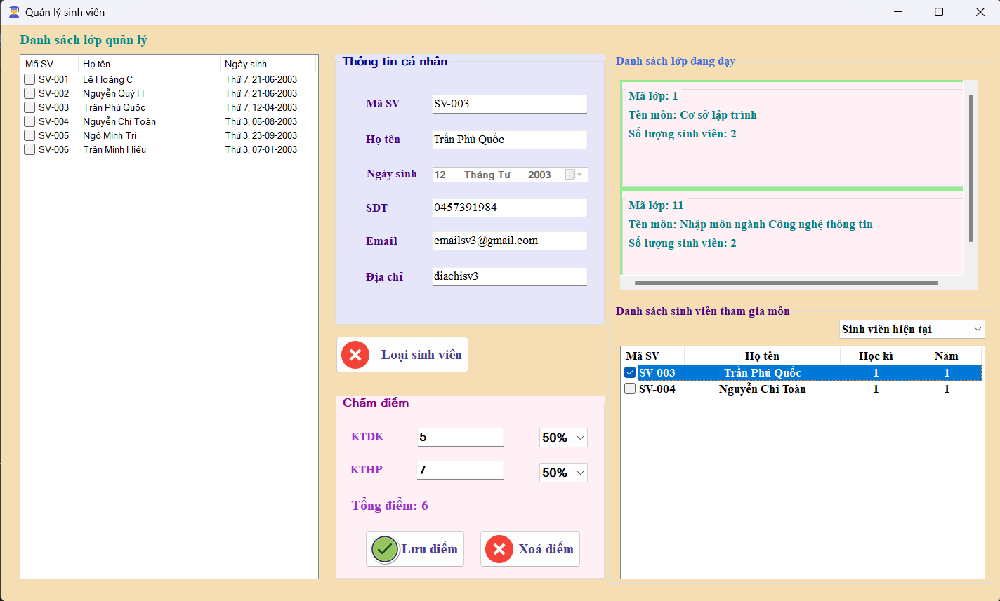 Quản lý sinh viên
Danh sách lớp quản lý
Mã SV Họ tên Ngày sinh
SV-001 Lê Hoàng C Thứ 7, 21-06-2003
SV-002 Nguyễn Quý H Thứ 7, 21-06-2003
SV-003 Trần Phú Quốc Thứ 7, 12-04-2003
SV-004 Nguyễn Chí Toàn Thứ 3, 05-08-2003
SV-005 Ngô Minh Trí Thứ 3, 23-09-2003
SV-006 Trần Minh Hiếu Thứ 3, 07-01-2003
Thông tin cá nhân
Mã SV SV-003
Họ tên Trần Phú Quốc
Ngày sinh 12 Tháng Tư 2003
SĐT 0457391984
Email emailsv3@gmail.com
Địa chỉ diachisv3
Loại sinh viên
Chấm điểm
KTDK 5 50%
KTHP 7 50%
Tổng điểm: 6
Lưu điểm Xoá điểm
Danh sách lớp đang dạy
Mã lớp: 1
Tên môn: Cơ sở lập trình
Số lượng sinh viên: 2
Mã lớp: 11
Tên môn: Nhập môn ngành Công nghệ thông tin
Số lượng sinh viên: 2
Danh sách sinh viên tham gia môn
Sinh viên hiện tại
Mã SV Họ tên Học kì Năm
SV-003 Trần Phú Quốc 1 1
SV-004 Nguyễn Chí Toàn 1 1